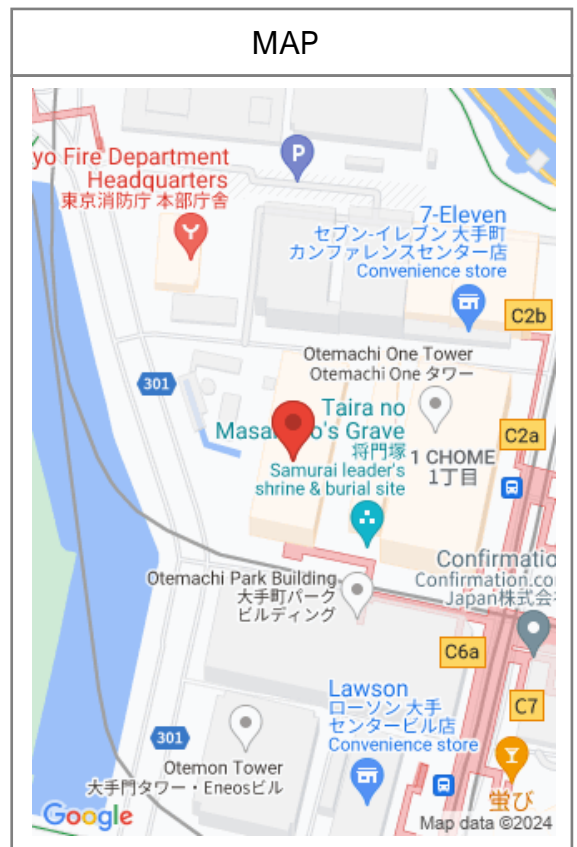 MAP
yo Fire Department
Headquarters
東京消防庁 本部庁舎
P
7-Eleven
セブン-イレブン 大手町
カンファレンスセンター店
Convenience store
C2b
Otemachi One Tower
Otemachi One タワー
301
Taira no
Grave
将門塚
Samurai leader's
shrine & burial site
C2a
1 CHOME
1丁目
Confirmatio
Confirmation.co
Japan株式会
Otemachi Park Building
大手町パーク
ビルディング
C6a
C7
Lawson
ローソン 大手
センタービル店
Convenience store
301
Otemon Tower
大手門タワー・Eneosビル
蛍び
Google
Map data ©2024